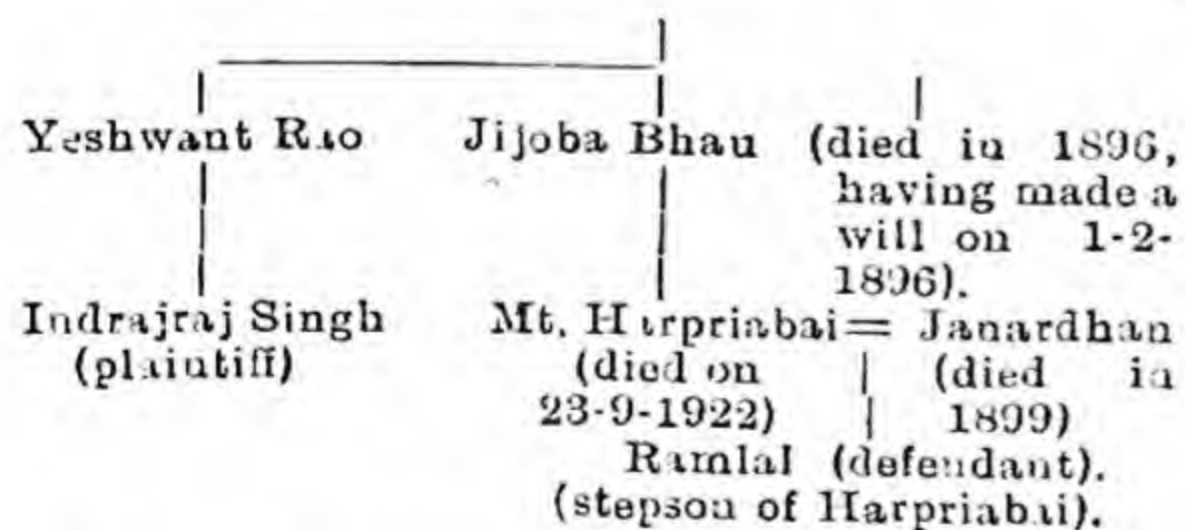 Yeshwant Rao Jijoba Bhau (died in 1896,
having made a
will on 1-2-
1896).
Indrajraj Singh Mt. Harpriabai = Janardhan
(plaintiff) (died on (died in
23-9-1922) 1899)
Ramlal (defendant).
(stepson of Harpriabai).